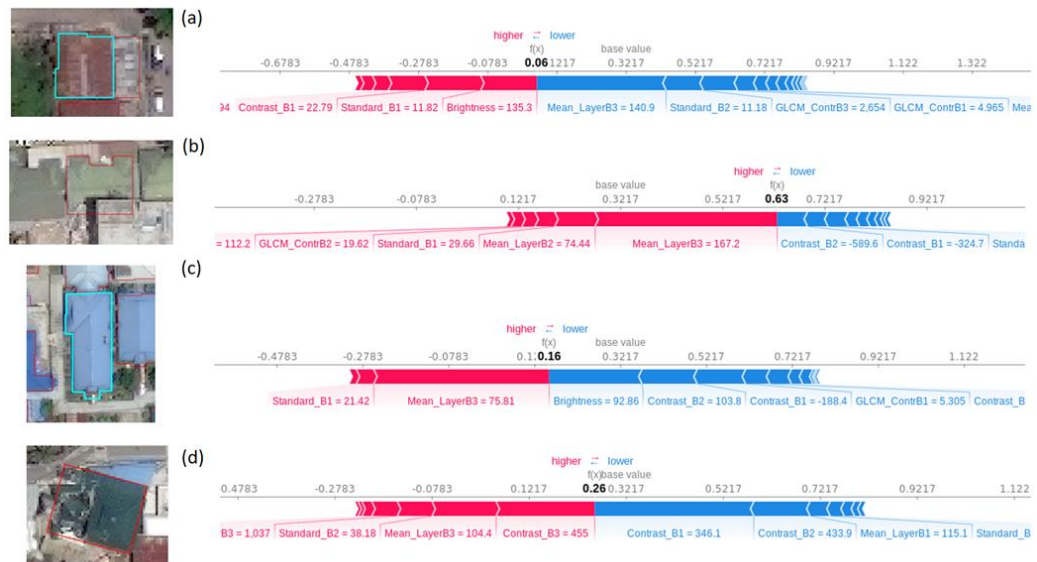 (a)
higher lower
f(x) base value
-0.6783 -0.4783 -0.2783 -0.0783 0.06 1217 0.3217 0.5217 0.7217 0.9217 1.122 1.322
94 Contrast_B1 = 22.79 Standard_B1 = 11.82 Brightness = 135.3 Mean_LayerB3 = 140.9 Standard_B2 = 11.18 GLCM_ContrB3 = 2,654 GLCM_ContrB1 = 4.965 Mea
(b)
higher lower
base value f(x)
-0.2783 -0.0783 0.1217 0.3217 0.5217 0.63 0.7217 0.9217
= 112.2 GLCM_ContrB2 = 19.62 Standard_B1 = 29.66 Mean_LayerB2 = 74.44 Mean_LayerB3 = 167.2 Contrast_B2 = -589.6 Contrast_B1 = -324.7 Standa
(c)
higher lower
f(x) base value
-0.4783 -0.2783 -0.0783 0.1 0.16 0.3217 0.5217 0.7217 0.9217 1.122
Standard_B1 = 21.42 Mean_LayerB3 = 75.81 Brightness = 92.86 Contrast_B2 = 103.8 Contrast_B1 = -188.4 GLCM_ContrB1 = 5.305 Contrast_B
(d)
higher lower
f(x) base value
0.4783 -0.2783 -0.0783 0.1217 0.26 0.3217 0.5217 0.7217 0.9217 1.122
B3 = 1,037 Standard_B2 = 38.18 Mean_LayerB3 = 104.4 Contrast_B3 = 455 Contrast_B1 = 346.1 Contrast_B2 = 433.9 Mean_LayerB1 = 115.1 Standard_B